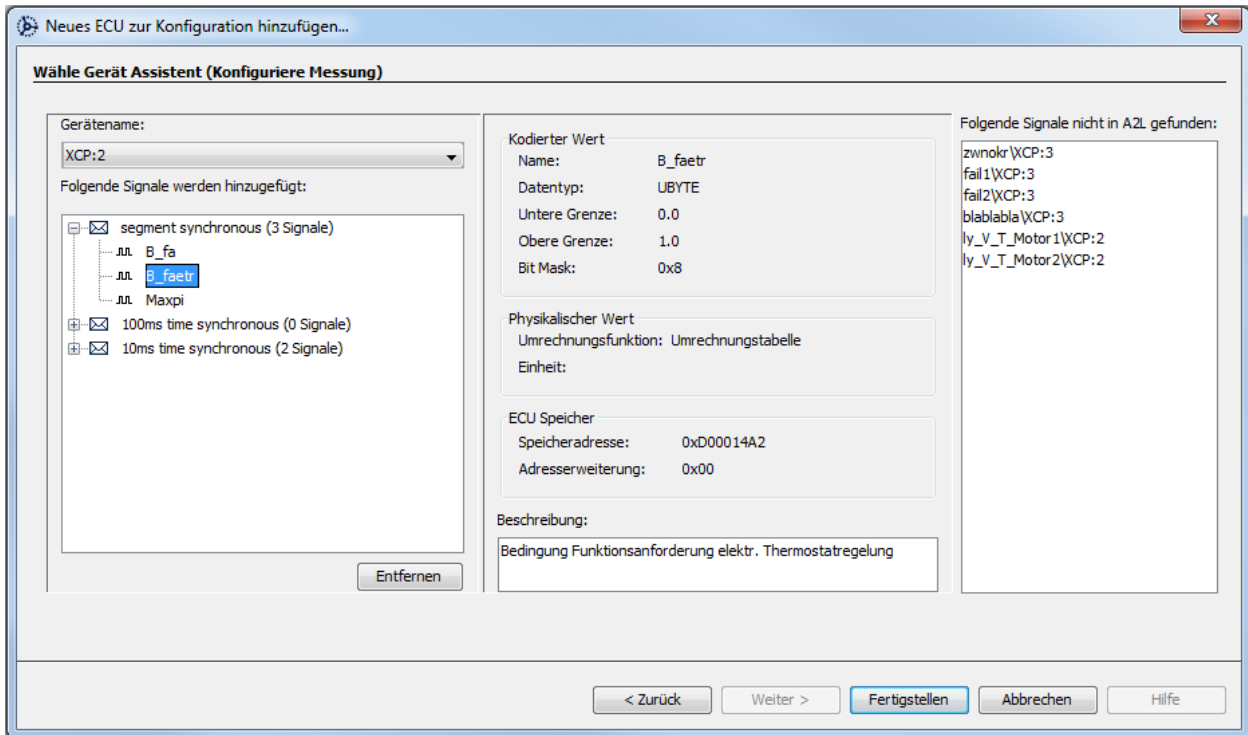 Neues ECU zur Konfiguration hinzufügen...
Wähle Gerät Assistent (Konfiguriere Messung)
Gerätename:
XCP:2
Folgende Signale werden hinzugefügt:
segment synchronous (3 Signale)
B_fa
B_faetr
Maxpi
100ms time synchronous (0 Signale)
10ms time synchronous (2 Signale)
Entfernen
Kodierter Wert
Name: B_faetr
Datentyp: UBYTE
Untere Grenze: 0.0
Obere Grenze: 1.0
Bit Mask: 0x8
Physikalischer Wert
Umrechnungsfunktion: Umrechnungstabelle
Einheit:
ECU Speicher
Speicheradresse: 0xD00014A2
Adresserweiterung: 0x00
Beschreibung:
Bedingung Funktionsanforderung elektr. Thermostatregelung
Folgende Signale nicht in A2L gefunden:
zwnokr\XCP:3
fail1\XCP:3
fail2\XCP:3
blablabla\XCP:3
ly_V_T_Motor1\XCP:2
ly_V_T_Motor2\XCP:2
< Zurück
Weiter >
Fertigstellen
Abbrechen
Hilfe